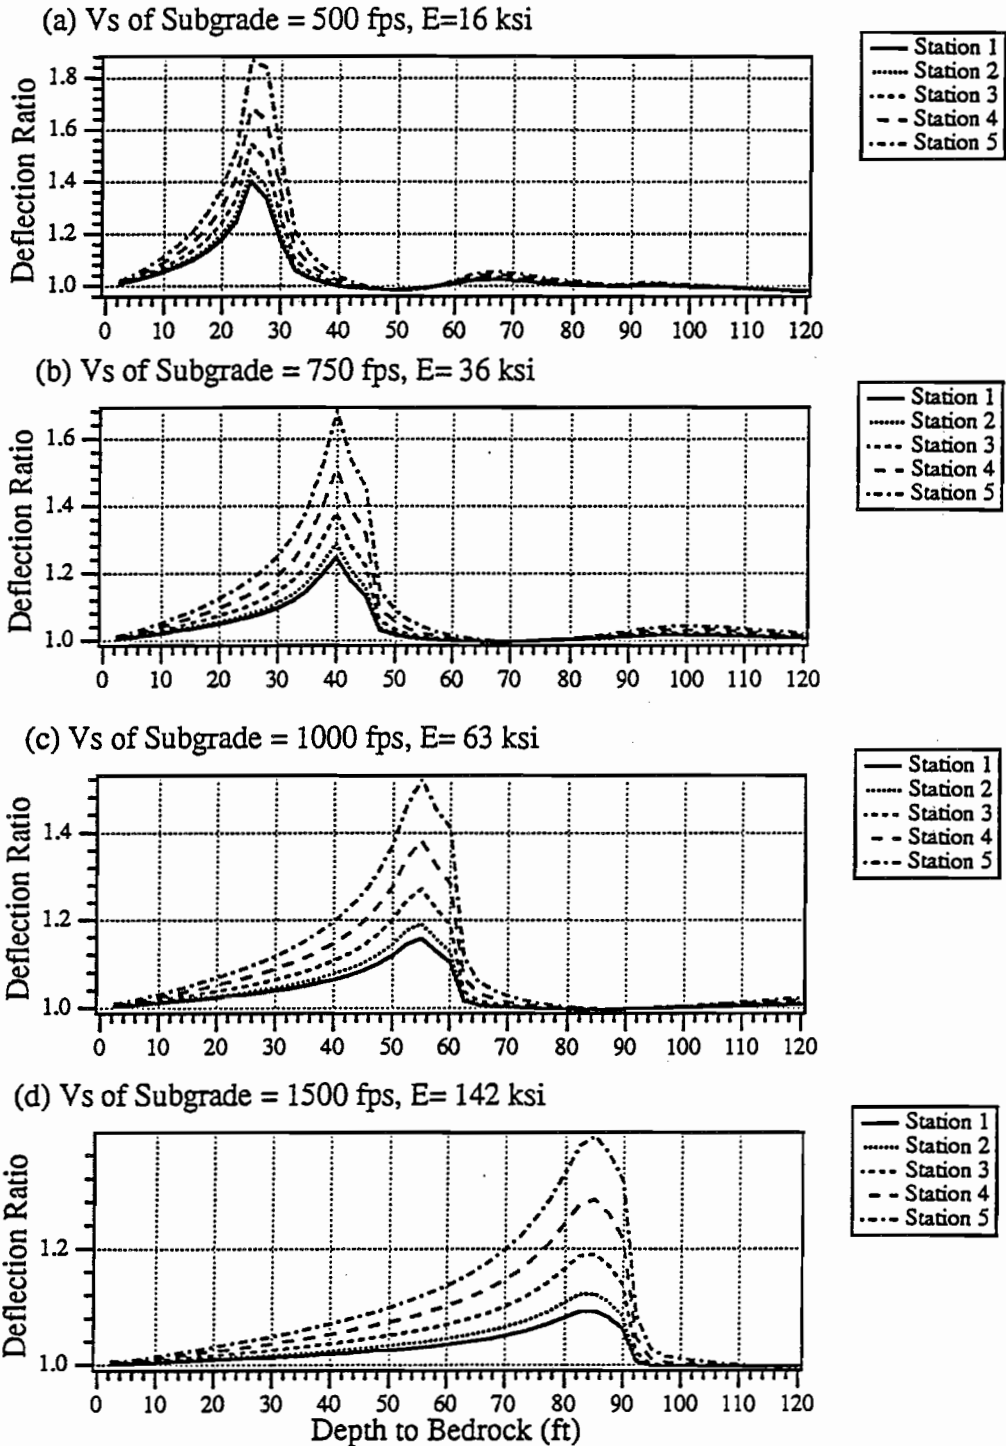 (a) Vs of Subgrade = 500 fps, E=16 ksi
Deflection Ratio
1.8
1.6
1.4
1.2
1.0
0 10 20 30 40 50 60 70 80 90 100 110 120
Station 1
Station 2
Station 3
Station 4
Station 5
(b) Vs of Subgrade = 750 fps, E= 36 ksi
Deflection Ratio
1.6
1.4
1.2
1.0
0 10 20 30 40 50 60 70 80 90 100 110 120
Station 1
Station 2
Station 3
Station 4
Station 5
(c) Vs of Subgrade = 1000 fps, E= 63 ksi
Deflection Ratio
1.4
1.2
1.0
0 10 20 30 40 50 60 70 80 90 100 110 120
Station 1
Station 2
Station 3
Station 4
Station 5
(d) Vs of Subgrade = 1500 fps, E= 142 ksi
Deflection Ratio
1.2
1.0
0 10 20 30 40 50 60 70 80 90 100 110 120
Depth to Bedrock (ft)
Station 1
Station 2
Station 3
Station 4
Station 5